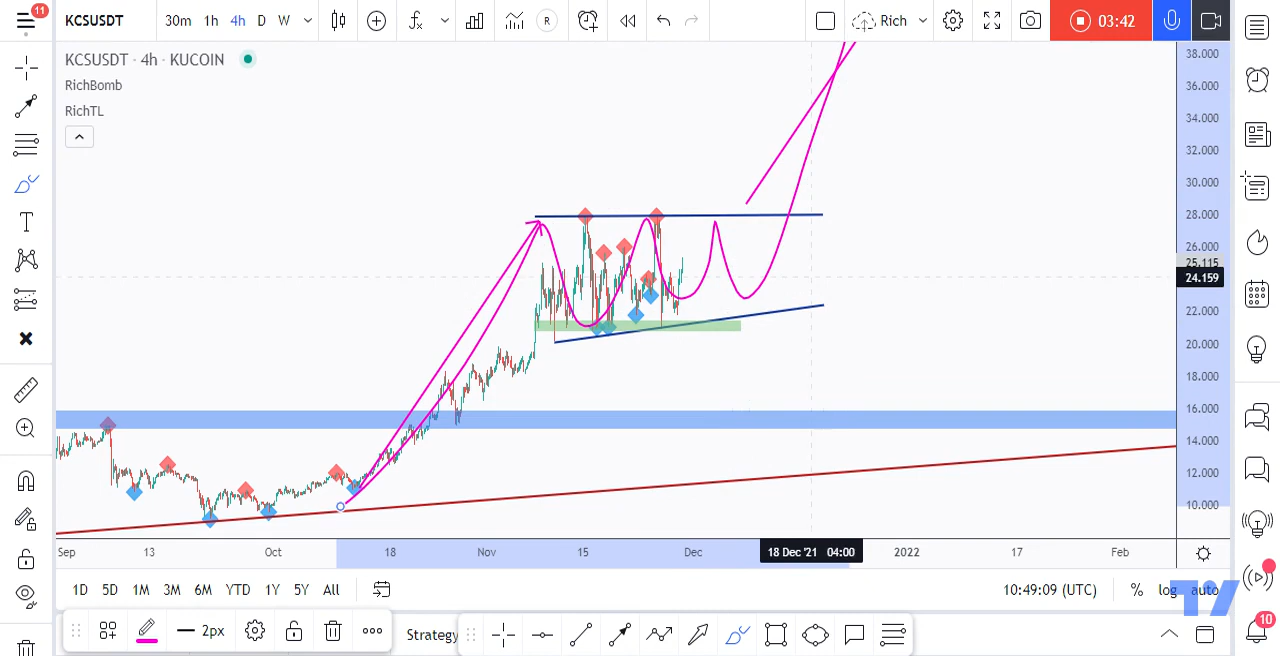 11
KCSUSDT 30m 1h 4h D W R Rich 03:42
KCSUSDT · 4h · KUCOIN
RichBomb
RichTL
38.000
36.000
34.000
32.000
30.000
28.000
26.000
25.115
24.159
22.000
20.000
18.000
16.000
14.000
12.000
10.000
Sep 13 Oct 18 Nov 15 Dec 18 Dec '21 04:00 2022 17 Feb
1D 5D 1M 3M 6M YTD 1Y 5Y All 10:49:09 (UTC) % log auto
2px Strategy
10